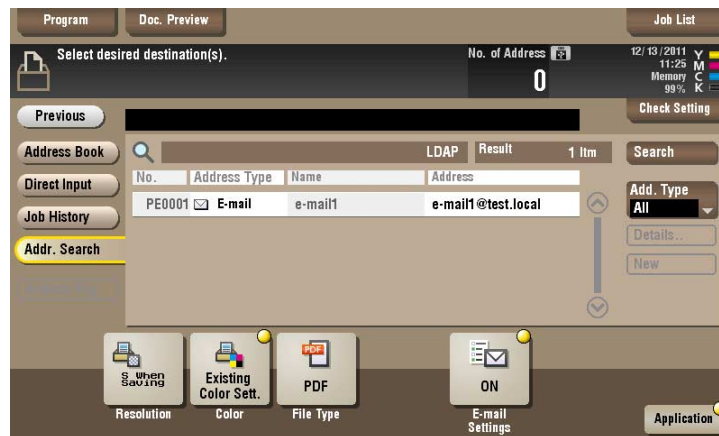 Program
Doc. Preview
Job List
Select desired destination(s).
No. of Address
0
12/13/2011
11:25
Memory
99%
Y
M
C
K
Previous
Check Setting
Address Book
LDAP
Result
1 Itm
Search
Direct Input
No.
Address Type
Name
Address
Add. Type
All
PE0001
E-mail
e-mail1
e-mail1@test.local
Job History
Details..
Addr. Search
New
S When
Saving
Existing
Color Sett.
PDF
PDF
ON
Resolution
Color
File Type
E-mail
Settings
Application